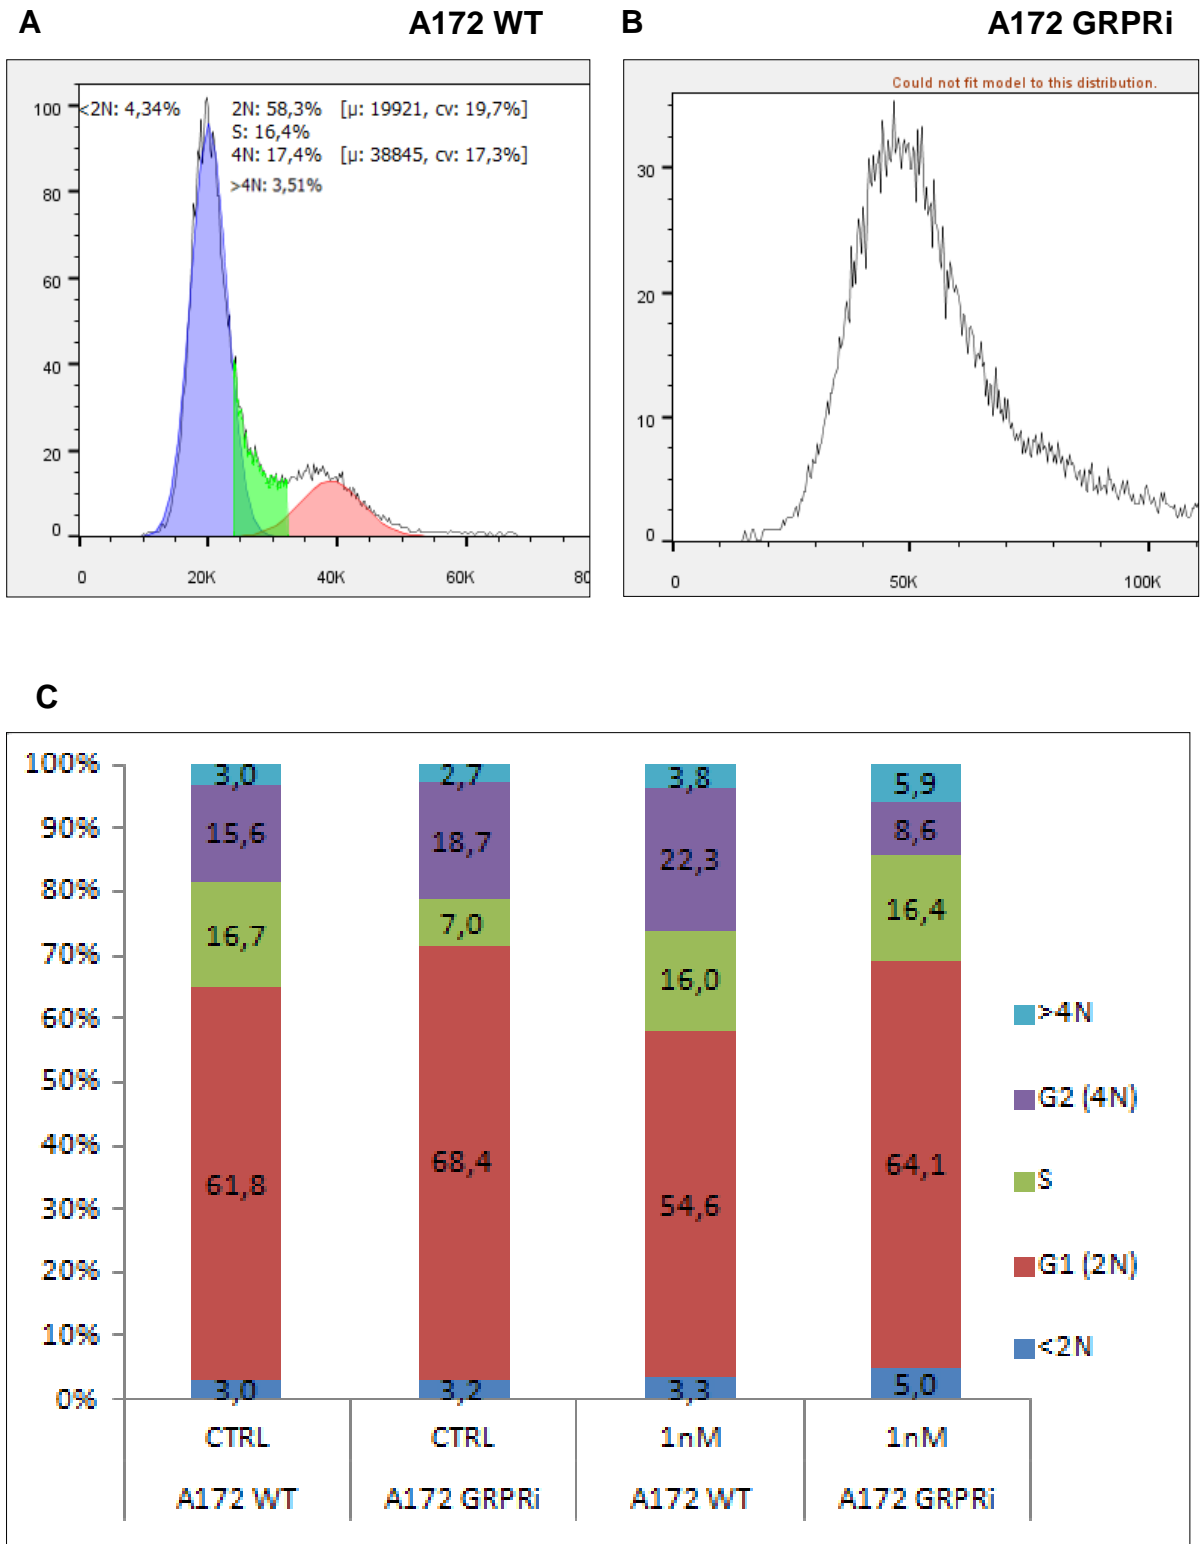 A A172 WT
B A172 GRPRi
<2N: 4,34% 2N: 58,3% [µ: 19921, cv: 19,7%]
S: 16,4%
4N: 17,4% [µ: 38845, cv: 17,3%]
>4N: 3,51%
100
80
60
40
20
0
0 20K 40K 60K 80
Could not fit model to this distribution.
30
20
10
0
0 50K 100K
C
100%
90%
80%
70%
60%
50%
40%
30%
20%
10%
0%
3,0 2,7 3,8 5,9
15,6 18,7 22,3 8,6
16,7 7,0 16,0 16,4
61,8 68,4 54,6 64,1
3,0 3,2 3,3 5,0
>4N
G2 (4N)
S
G1 (2N)
<2N
CTRL CTRL 1nM 1nM
A172 WT A172 GRPRi A172 WT A172 GRPRi